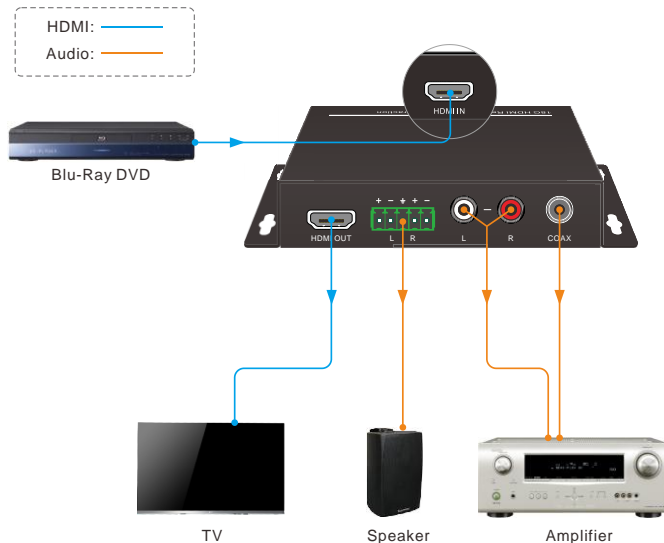 HDMI:
Audio:
HDMI IN
Blu-Ray DVD
+ − + −
HDMI OUT
L R
L − R
COAX
TV
Speaker
Amplifier